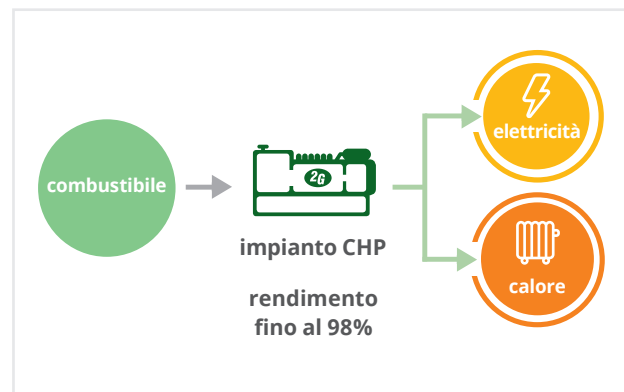 combustibile
2G
impianto CHP
rendimento
fino al 98%
elettricità
calore